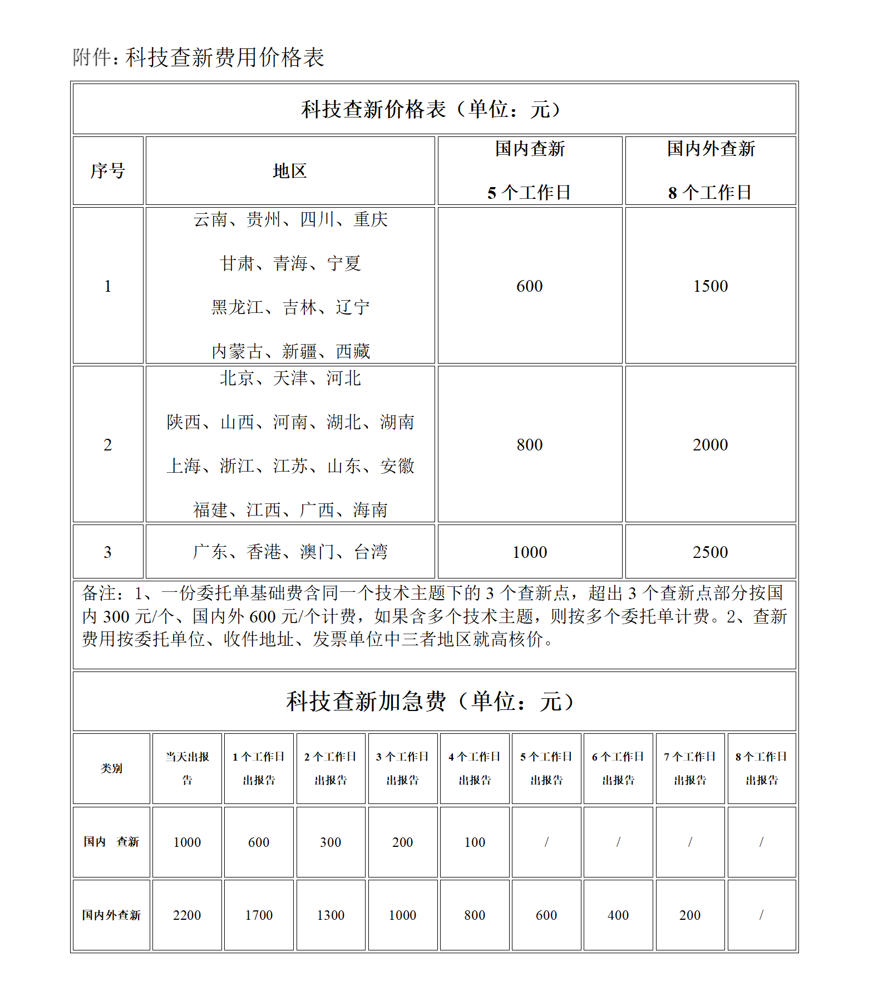 附件：科技查新费用价格表
科技查新价格表（单位：元）
序号
地区
国内查新
5 个工作日
国内外查新
8 个工作日
1
云南、贵州、四川、重庆
甘肃、青海、宁夏
黑龙江、吉林、辽宁
内蒙古、新疆、西藏
600
1500
2
北京、天津、河北
陕西、山西、河南、湖北、湖南
上海、浙江、江苏、山东、安徽
福建、江西、广西、海南
800
2000
3
广东、香港、澳门、台湾
1000
2500
备注：1、一份委托单基础费含同一个技术主题下的 3 个查新点，超出 3 个查新点部分按国
内 300 元/个、国内外 600 元/个计费，如果含多个技术主题，则按多个委托单计费。2、查新
费用按委托单位、收件地址、发票单位中三者地区就高核价。
科技查新加急费（单位：元）
类别
当天出报
告
1 个工作日
出报告
2 个工作日
出报告
3 个工作日
出报告
4 个工作日
出报告
5 个工作日
出报告
6 个工作日
出报告
7 个工作日
出报告
8 个工作日
出报告
国内 查新
1000
600
300
200
100
/
/
/
/
国内外查新
2200
1700
1300
1000
800
600
400
200
/